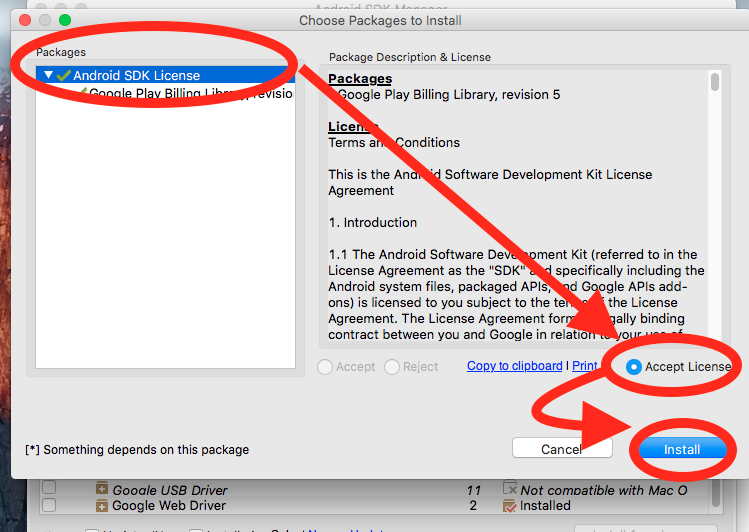 Android SDK Manager
Choose Packages to Install
Packages
Android SDK License
Google Play Billing Library, revisio
Package Description & License
Packages
Google Play Billing Library, revision 5
License
Terms and Conditions
This is the Android Software Development Kit License
Agreement
1. Introduction
1.1 The Android Software Development Kit (referred to in the
License Agreement as the "SDK" and specifically including the
Android system files, packaged APIs, and Google APIs add-
ons) is licensed to you subject to the terms of the License
Agreement. The License Agreement forms a legally binding
contract between you and Google in relation to your use of
Accept Reject Copy to clipboard | Print Accept License
[*] Something depends on this package
Cancel Install
Google USB Driver 11 Not compatible with Mac O
Google Web Driver 2 Installed